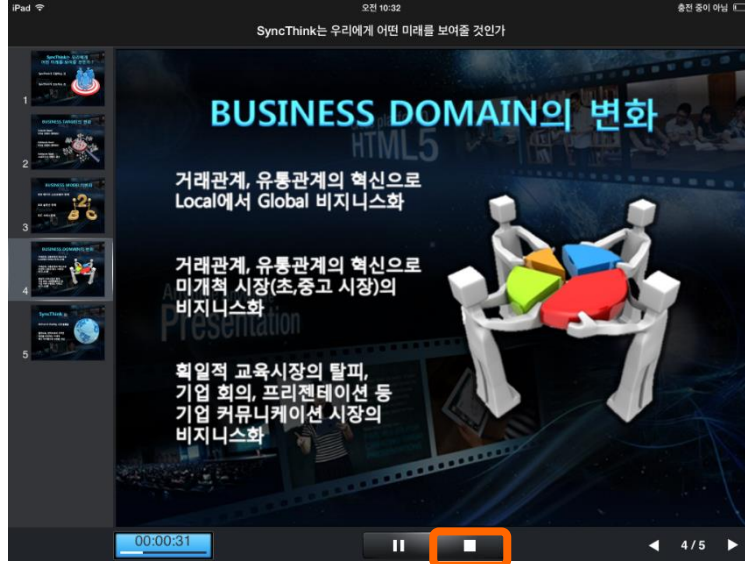 iPad
오전 10:32
충전 중이 아님
SyncThink는 우리에게 어떤 미래를 보여줄 것인가
1
2
3
4
5
BUSINESS DOMAIN의 변화
HTML5
거래관계, 유통관계의 혁신으로
Local에서 Global 비지니스화
거래관계, 유통관계의 혁신으로
미개척 시장(초,중고 시장)의
비지니스화
Presentation
획일적 교육시장의 탈피,
기업 회의, 프리젠테이션 등
기업 커뮤니케이션 시장의
비지니스화
00:00:31
4/5